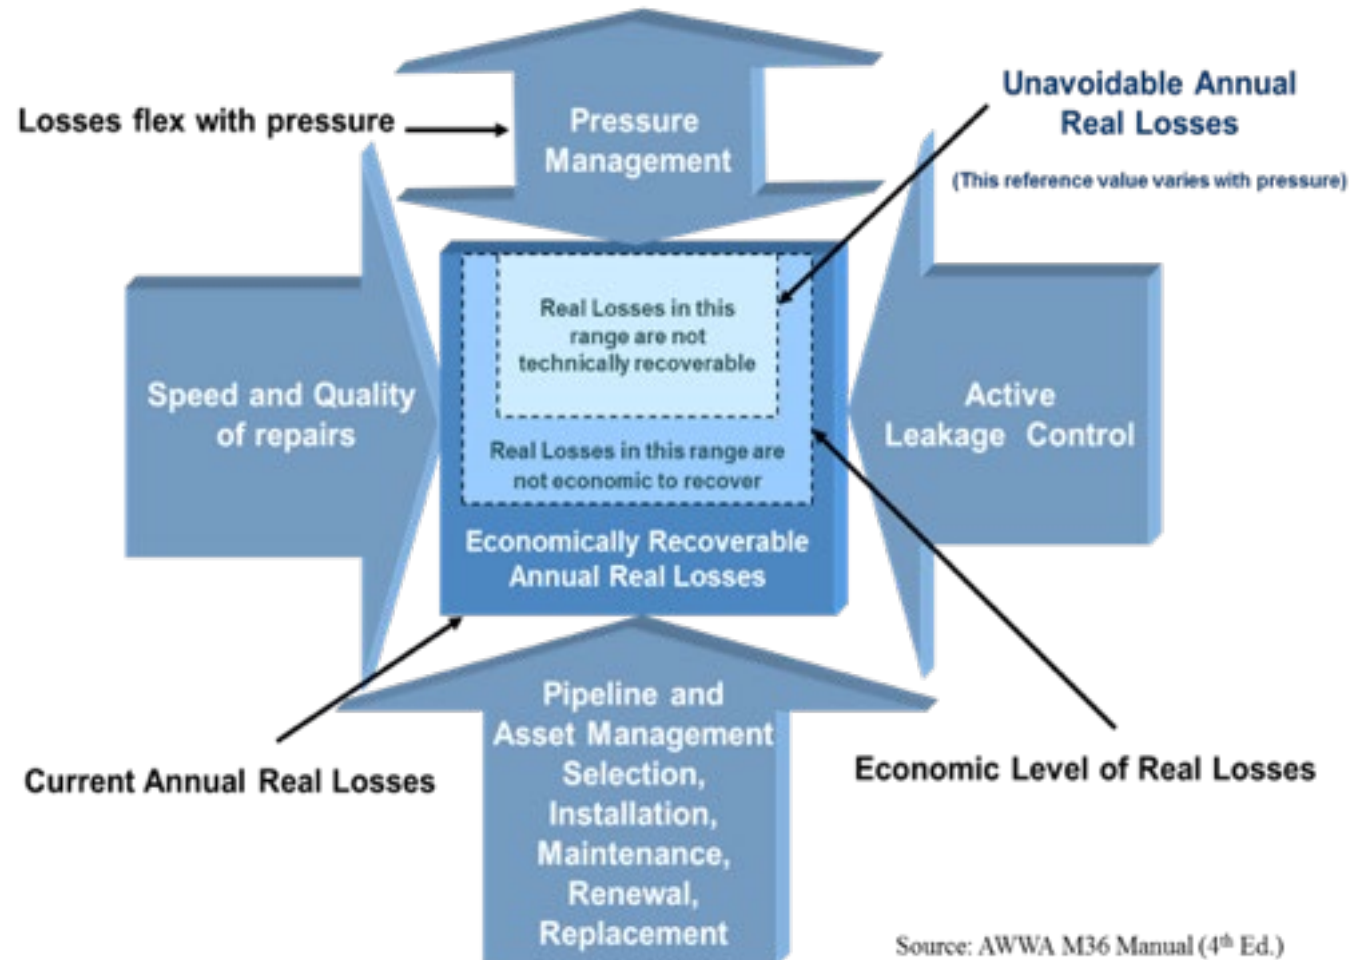 Losses flex with pressure
Pressure
Management
Unavoidable Annual
Real Losses
(This reference value varies with pressure)
Speed and Quality
of repairs
Real Losses in this
range are not
technically recoverable
Real Losses in this range are
not economic to recover
Economically Recoverable
Annual Real Losses
Active
Leakage Control
Current Annual Real Losses
Pipeline and
Asset Management
Selection,
Installation,
Maintenance,
Renewal,
Replacement
Economic Level of Real Losses
Source: AWWA M36 Manual (4th Ed.)